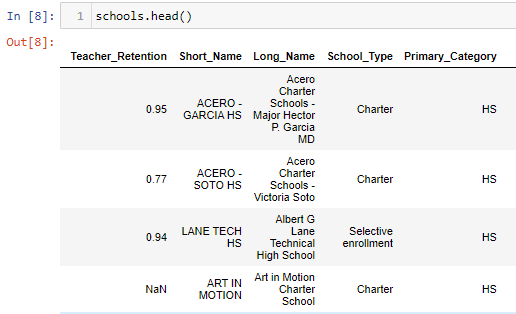 In [8]: 1 schools.head()
Out[8]:
Teacher_Retention Short_Name Long_Name School_Type Primary_Category
Acero
Charter
0.95 ACERO - Schools - Charter HS
GARCIA HS Major Hector
P. Garcia
MD
Acero
0.77 ACERO - Charter Charter HS
SOTO HS Schools -
Victoria Soto
Albert G
0.94 LANE TECH Lane Selective HS
HS Technical enrollment
High School
NaN ART IN Art in Motion Charter HS
MOTION Charter
School